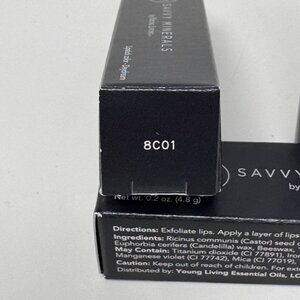 SAVVY MINERALS
8C01
SAVVY
by
Net wt. 0.2 oz. (4.8 g)
Directions: Exfoliate lips. Apply a layer of lips
Ingredients: Ricinus communis (Castor) seed
Euphorbia cerifera (Candelilla) wax, Beeswax,
May Contain: Titanium dioxide (CI 77891), Iron
Manganese violet (CI 77742), Mica (CI 77019).
Caution: Keep out of reach of children. For ext
Distributed by: Young Living Essential Oils, LC